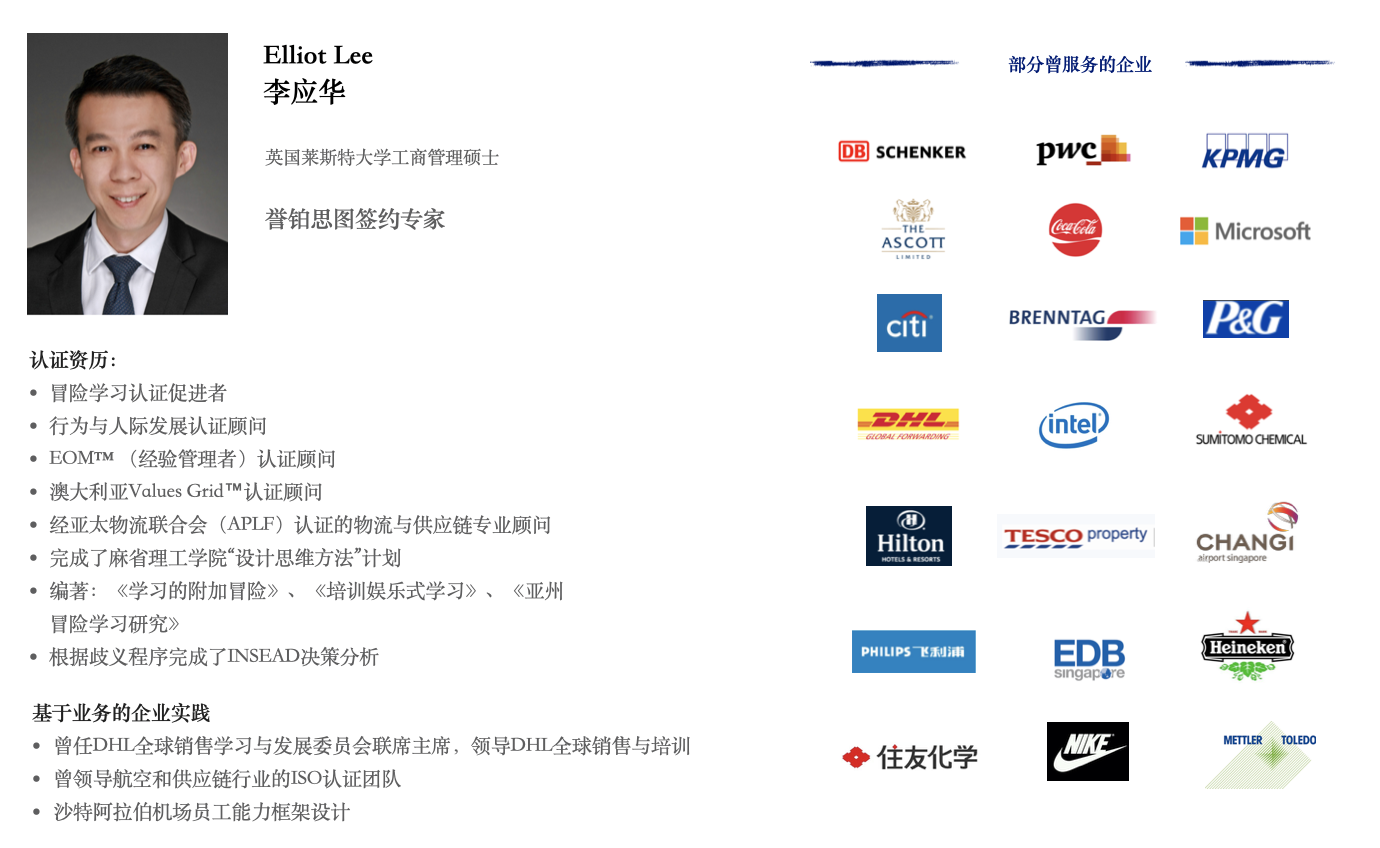 Elliot Lee
李应华
英国莱斯特大学工商管理硕士
誉铂思图签约专家
认证资历：
• 冒险学习认证促进者
• 行为与人际发展认证顾问
• EOM™ （经验管理者）认证顾问
• 澳大利亚Values Grid™认证顾问
• 经亚太物流联合会（APLF）认证的物流与供应链专业顾问
• 完成了麻省理工学院“设计思维方法”计划
• 编著：《学习的附加冒险》、《培训娱乐式学习》、《亚州
冒险学习研究》
• 根据歧义程序完成了INSEAD决策分析
基于业务的企业实践
• 曾任DHL全球销售学习与发展委员会联席主席，领导DHL全球销售与培训
• 曾领导航空和供应链行业的ISO认证团队
• 沙特阿拉伯机场员工能力框架设计
部分曾服务的企业
DB SCHENKER
pwc
KPMG
THE
ASCOTT
LIMITED
Coca-Cola
Microsoft
citi
BRENNTAG
P&G
DHL
GLOBAL FORWARDING
intel
SUMITOMO CHEMICAL
H
Hilton
HOTELS & RESORTS
TESCO property
CHANGI
airport singapore
PHILIPS 飞利浦
EDB
singapore
Heineken
住友化学
NIKE
METTLER TOLEDO